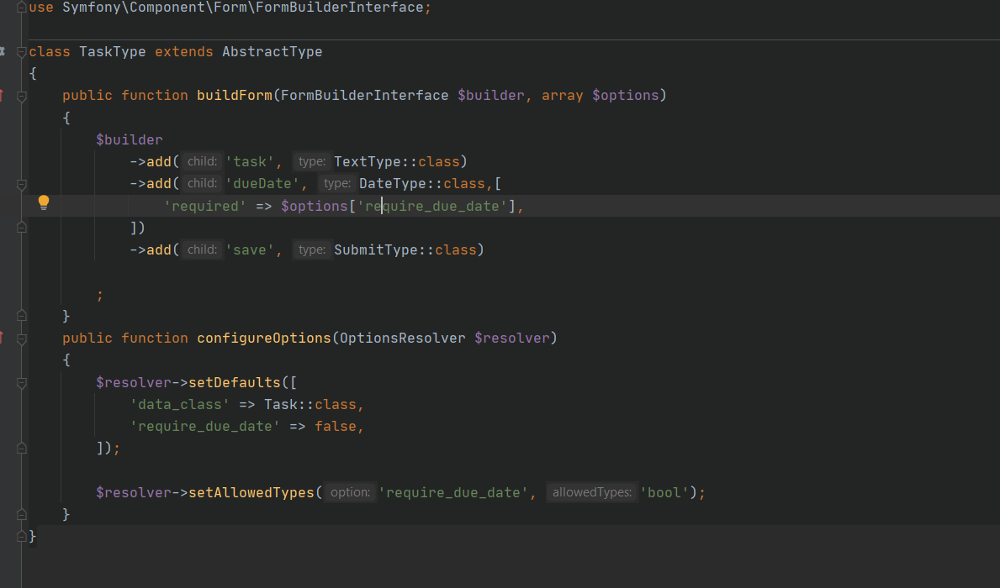 use Symfony\Component\Form\FormBuilderInterface;
class TaskType extends AbstractType
{
public function buildForm(FormBuilderInterface $builder, array $options)
{
$builder
->add( child: 'task', type: TextType::class)
->add( child: 'dueDate', type: DateType::class,[
'required' => $options['require_due_date'],
])
->add( child: 'save', type: SubmitType::class)
;
}
public function configureOptions(OptionsResolver $resolver)
{
$resolver->setDefaults([
'data_class' => Task::class,
'require_due_date' => false,
]);
$resolver->setAllowedTypes( option: 'require_due_date', allowedTypes: 'bool');
}
}